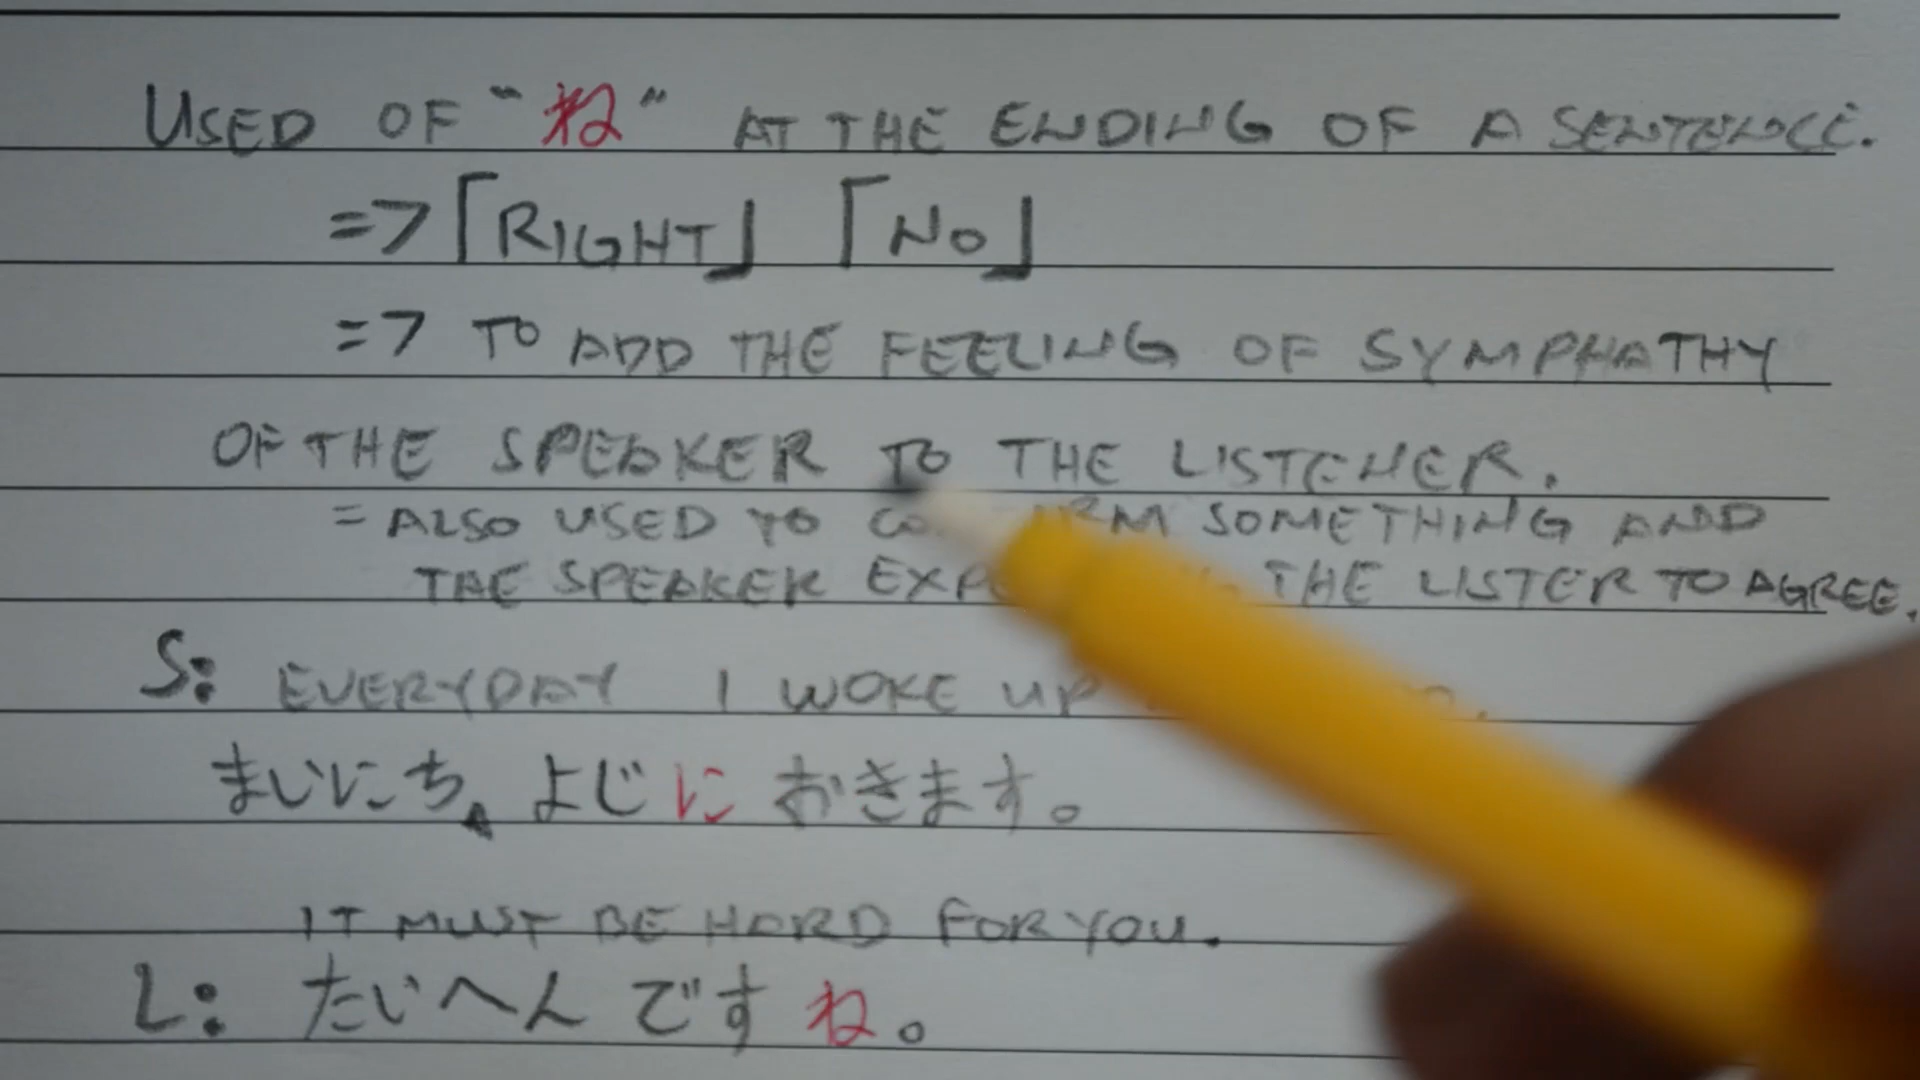 USED OF "ね" AT THE ENDING OF A SENTENCE.
=>「RIGHT」 「NO」
=> TO ADD THE FEELING OF SYMPHATHY
OF THE SPEAKER TO THE LISTENER.
= ALSO USED TO SOMETHING AND
THE SPEAKER THE LISTER TO AGREE.
S: EVERYDAY I WOKE UP
まいにち、よじに おきます。
IT MUST BE HARD FOR YOU.
L: たいへん です ね。